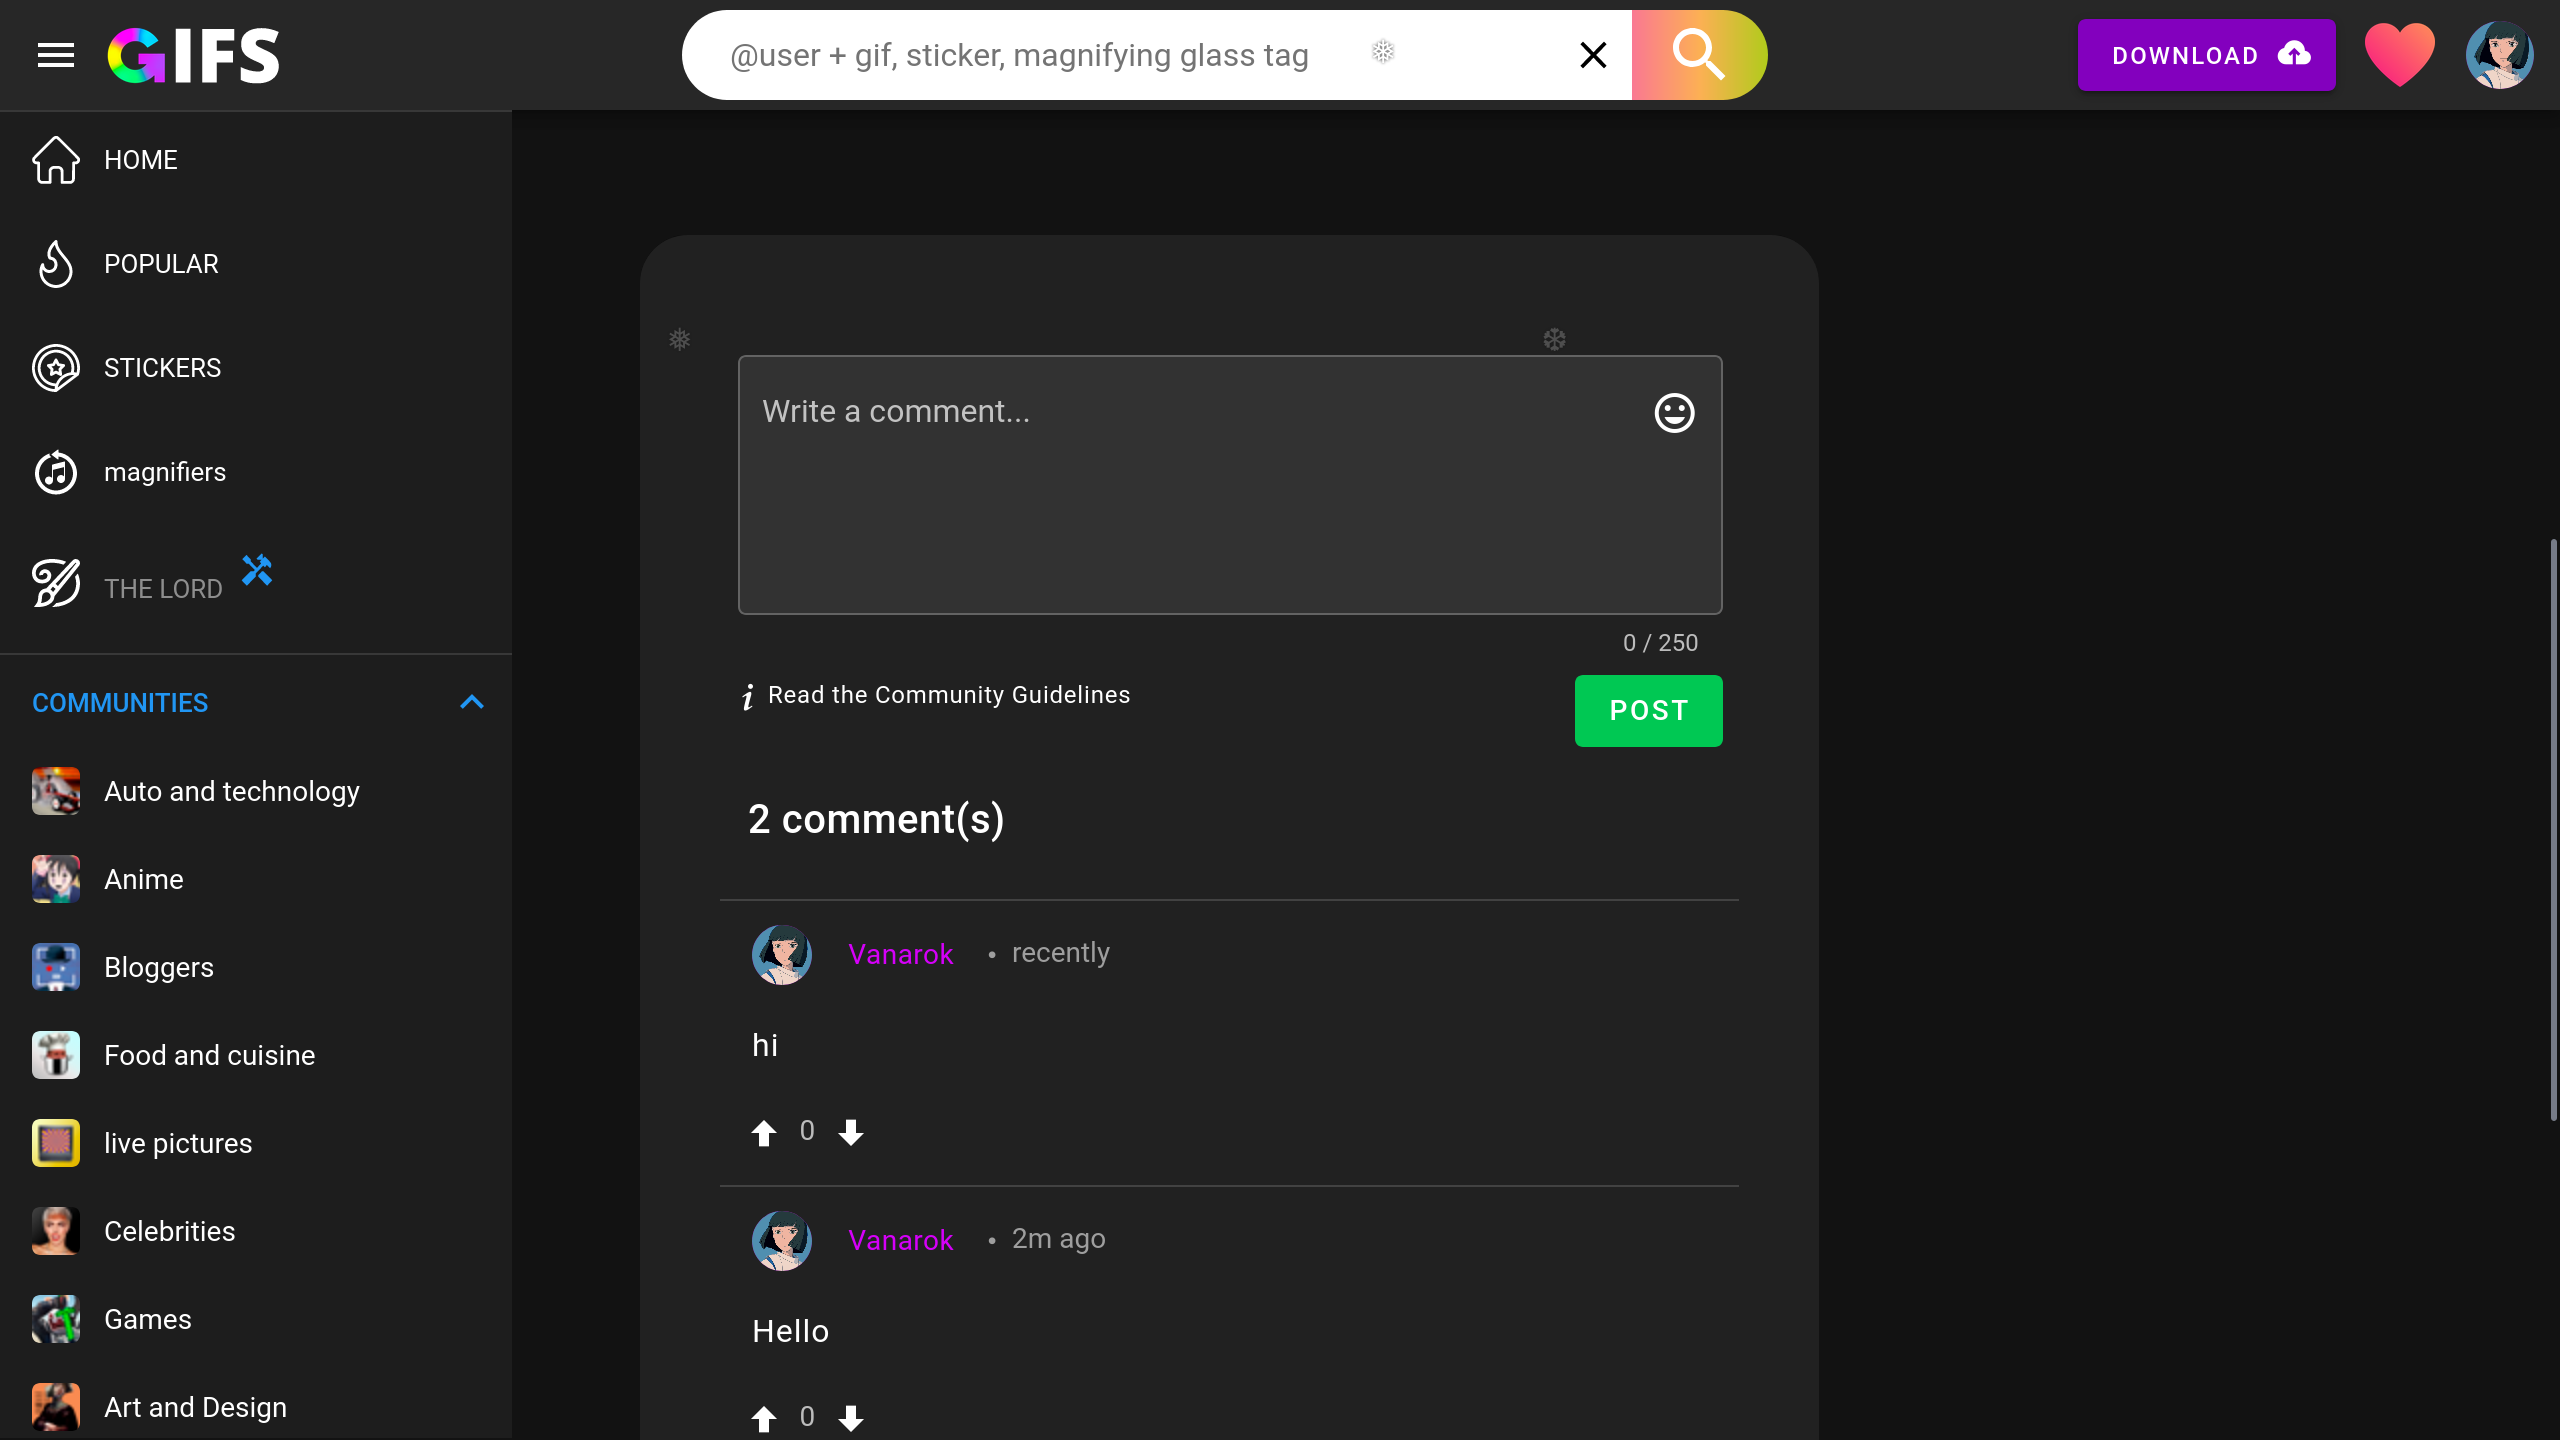 GIFS
@user + gif, sticker, magnifying glass tag
DOWNLOAD
HOME
POPULAR
STICKERS
magnifiers
THE LORD
COMMUNITIES
Auto and technology
Anime
Bloggers
Food and cuisine
live pictures
Celebrities
Games
Art and Design
Write a comment...
0 / 250
Read the Community Guidelines
POST
2 comment(s)
Vanarok • recently
hi
0
Vanarok • 2m ago
Hello
0